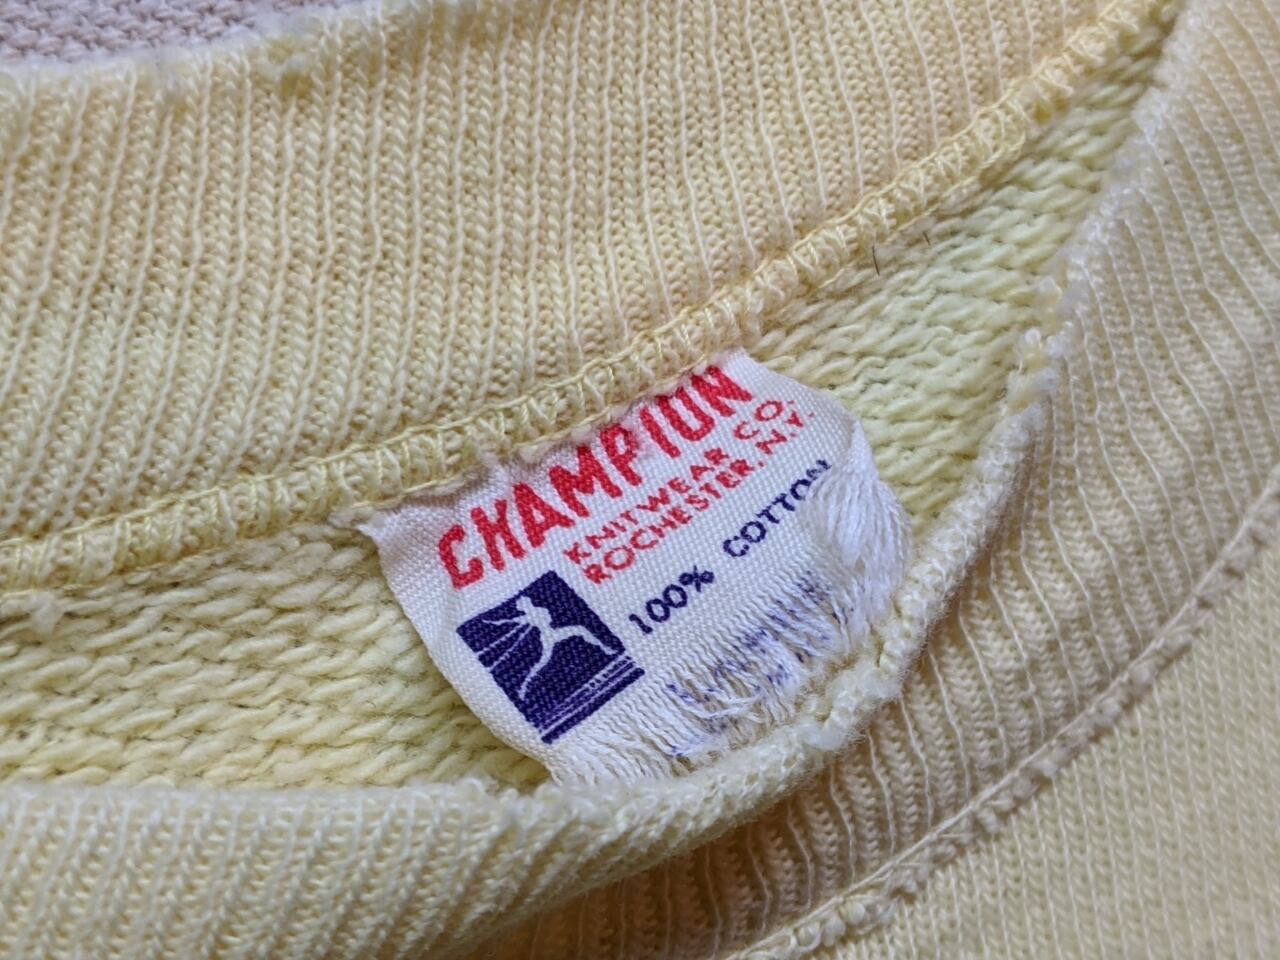 CHAMPION
KNITWEAR CO.
ROCHESTER, N.Y.
100% COTTON